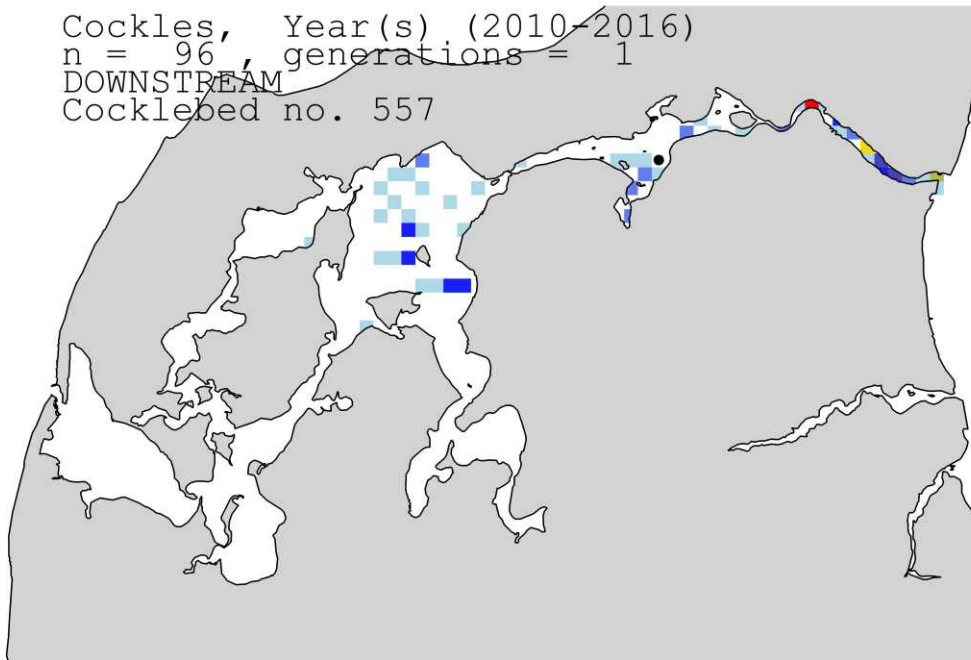 Cockles, Year(s) (2010-2016)
n = 96 , generations = 1
DOWNSTREAM
Cocklebed no. 557